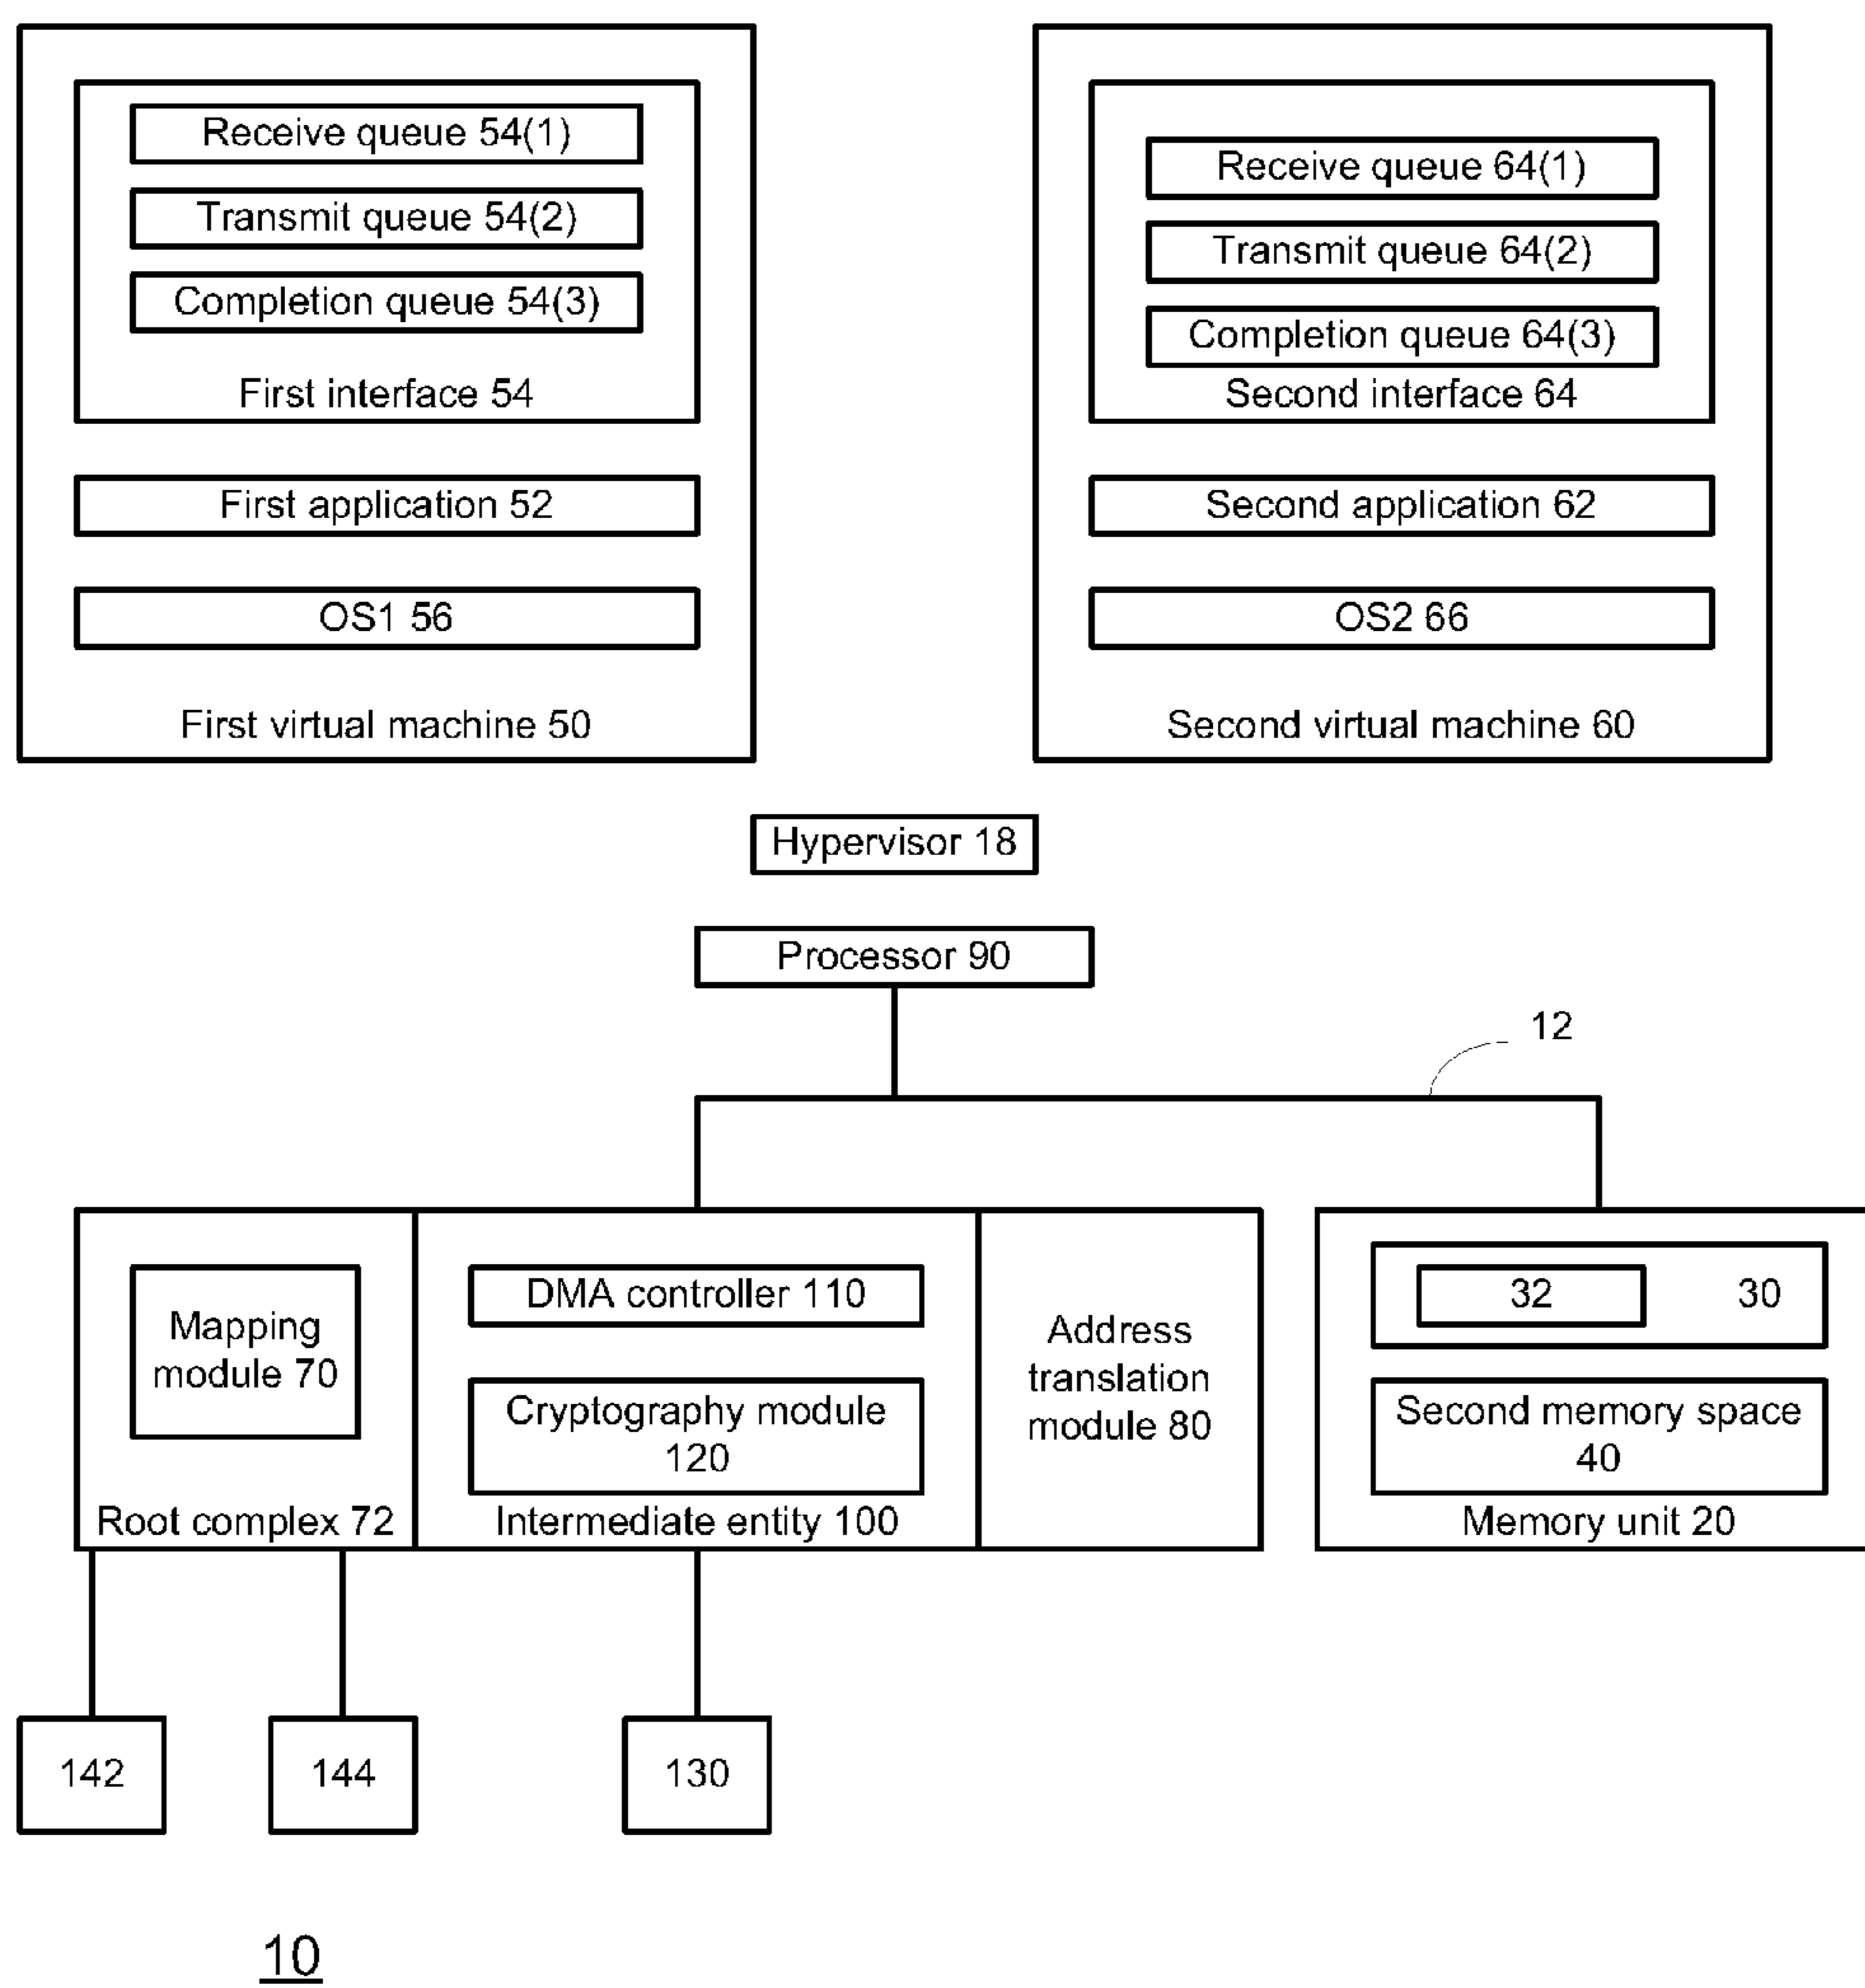 Receive queue 54(1)
Transmit queue 54(2)
Completion queue 54(3)
First interface 54
First application 52
OS1 56
First virtual machine 50
Receive queue 64(1)
Transmit queue 64(2)
Completion queue 64(3)
Second interface 64
Second application 62
OS2 66
Second virtual machine 60
Hypervisor 18
Processor 90
12
Mapping
module 70
Root complex 72
DMA controller 110
Cryptography module
120
Intermediate entity 100
Address
translation
module 80
32
30
Second memory space
40
Memory unit 20
142
144
130
10